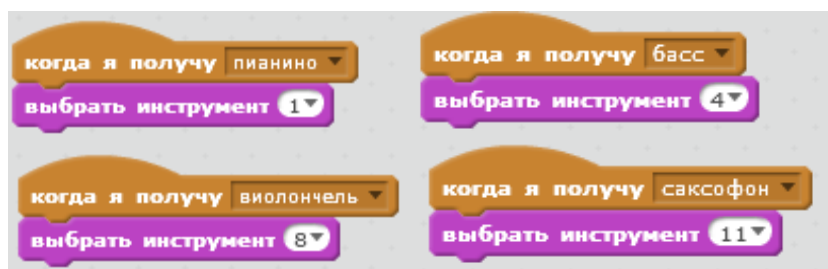 когда я получу пианино
выбрать инструмент 1
когда я получу басс
выбрать инструмент 4
когда я получу виолончель
выбрать инструмент 8
когда я получу саксофон
выбрать инструмент 11